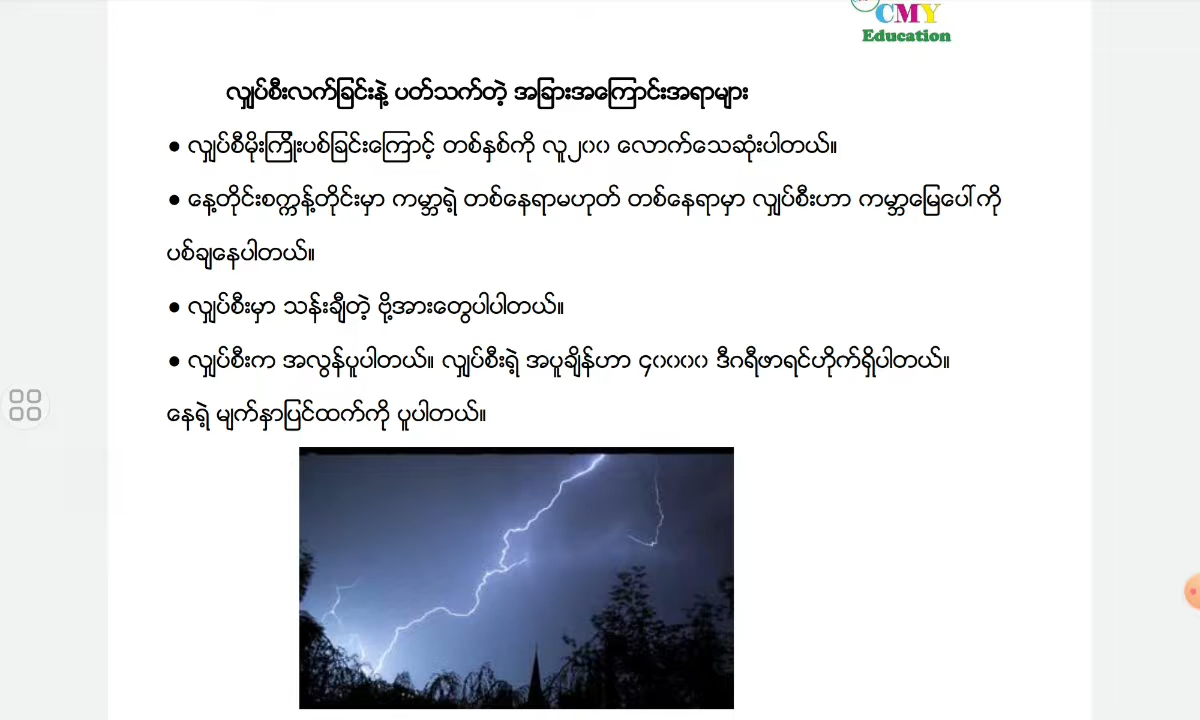 CMY
Education
လျှပ်စီးလက်ခြင်းနဲ့ ပတ်သက်တဲ့ အခြားအကြောင်းအရာများ
● လျှပ်စီမိုးကြိုးပစ်ခြင်းကြောင့် တစ်နှစ်ကို လူ၂၀၀ လောက်သေဆုံးပါတယ်။
● နေ့တိုင်းစက္ကန့်တိုင်းမှာ ကမ္ဘာရဲ့ တစ်နေရာမဟုတ် တစ်နေရာမှာ လျှပ်စီးဟာ ကမ္ဘာမြေပေါ်ကို
ပစ်ချနေပါတယ်။
● လျှပ်စီးမှာ သန်းချီတဲ့ ဗို့အားတွေပါပါတယ်။
● လျှပ်စီးက အလွန်ပူပါတယ်။ လျှပ်စီးရဲ့ အပူချိန်ဟာ ၄၀၀၀၀ ဒီဂရီဖာရင်ဟိုက်ရှိပါတယ်။
နေရဲ့ မျက်နှာပြင်ထက်ကို ပူပါတယ်။